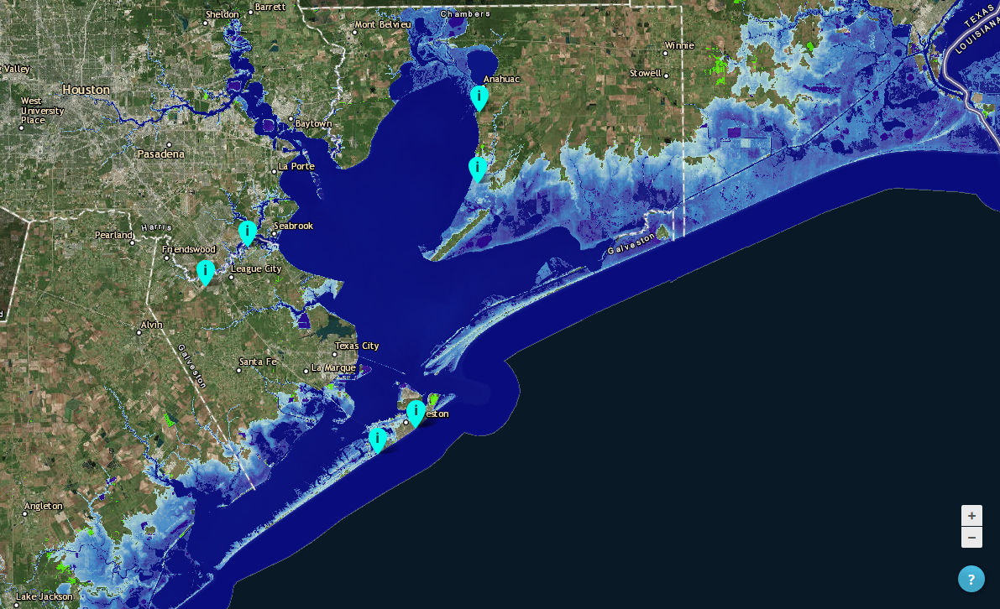 Barrett
Sheldon
Chambers
Mont Belvieu
TEXAS
LOUISIANA
Winnie
Valley
Stowell
Anahuac
Houston
i
West
University
Place
Baytown
Pasadena
La Porte
i
Harris
Seabrook
i
Pearland
Galveston
Friendswood
i
League City
d
Alvin
Texas City
Galveston
Santa Fe
La Marque
i
eston
i
Angleton
+
−
?
Lake Jackson